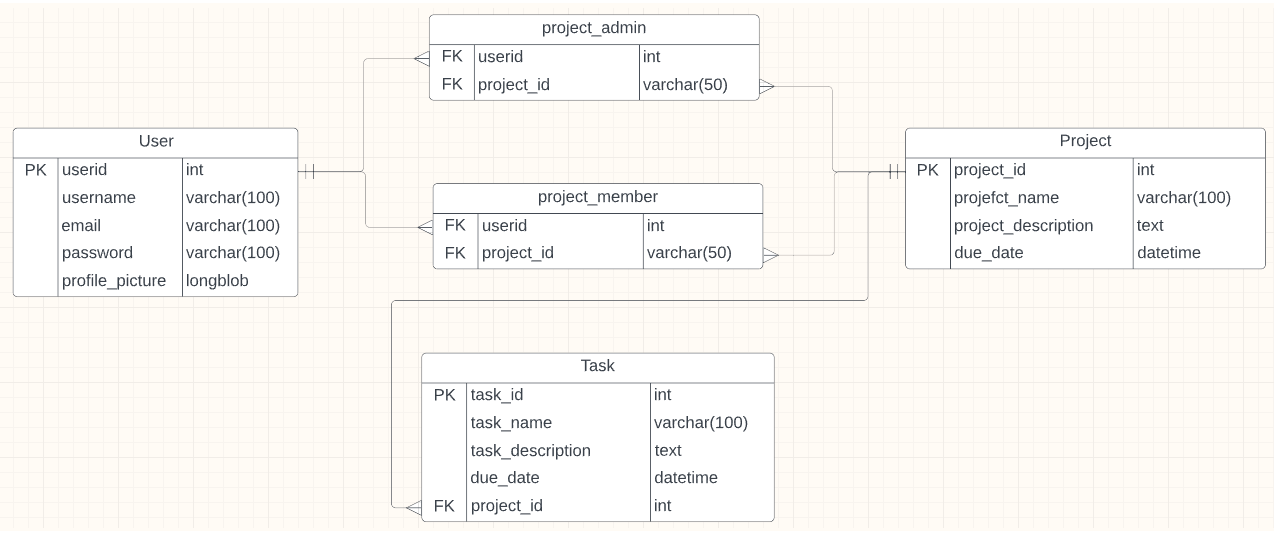 project_admin
FK userid int
FK project_id varchar(50)
User
PK userid int
username varchar(100)
email varchar(100)
password varchar(100)
profile_picture longblob
project_member
FK userid int
FK project_id varchar(50)
Project
PK project_id int
projefct_name varchar(100)
project_description text
due_date datetime
Task
PK task_id int
task_name varchar(100)
task_description text
due_date datetime
FK project_id int